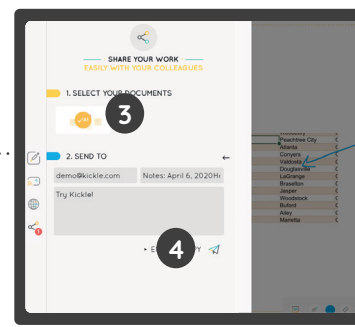 SHARE YOUR WORK
EASILY WITH YOUR COLLEAGUES
1. SELECT YOUR DOCUMENTS
3
2. SEND TO
demo@kickle.com
Notes: April 6, 2020
Try Kickle!
4
Peachtree City
Atlanta
Conyers
Valdosta
Douglasville
LaGrange
Braselton
Jasper
Woodstock
Buford
Alley
Marietta